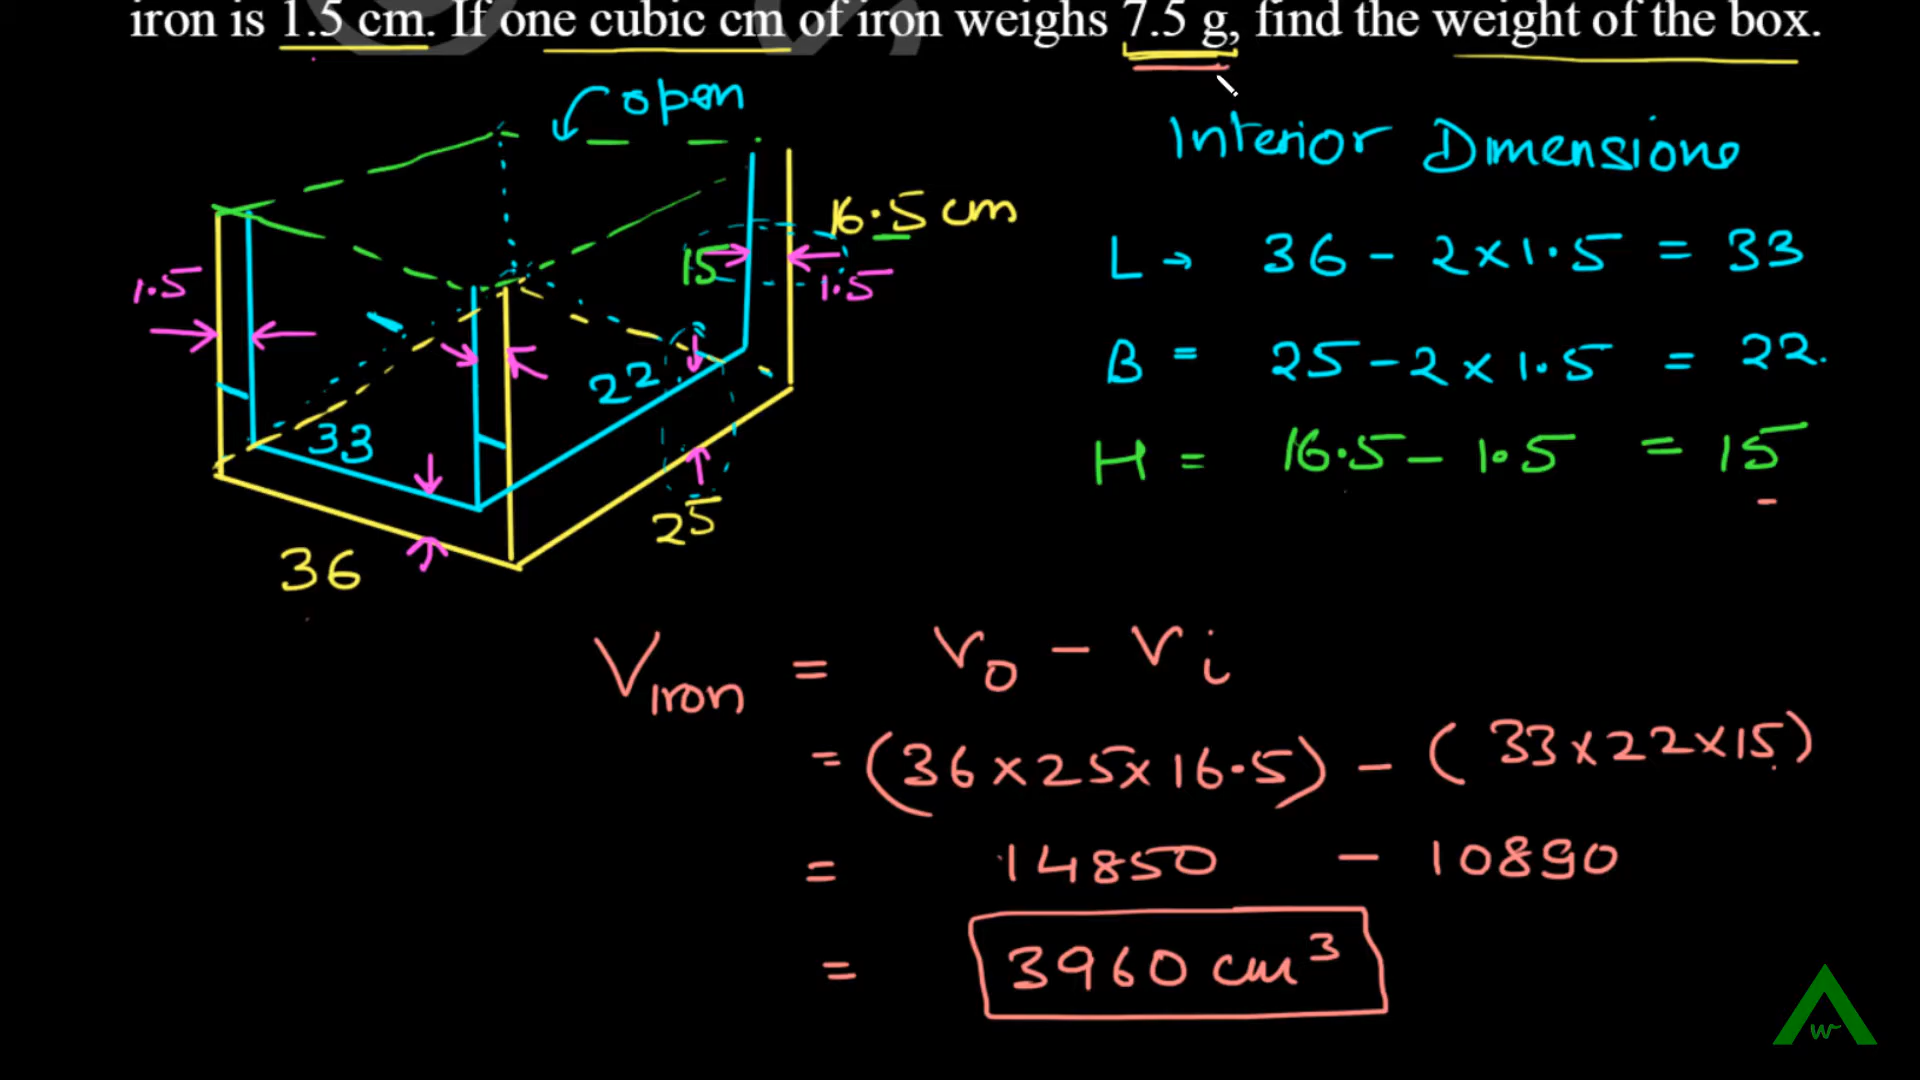 iron is 1.5 cm. If one cubic cm of iron weighs 7.5 g, find the weight of the box.
open
Interior Dimensions
16.5 cm
15
1.5
1.5
L → 36 - 2×1.5 = 33
22
B = 25 - 2 × 1.5 = 22.
33
H = 16.5 - 1.5 = 15
25
36
V iron = Vo - Vi
= (36×25×16.5) - (33×22×15)
= 14850 - 10890
= 3960 cm³
W